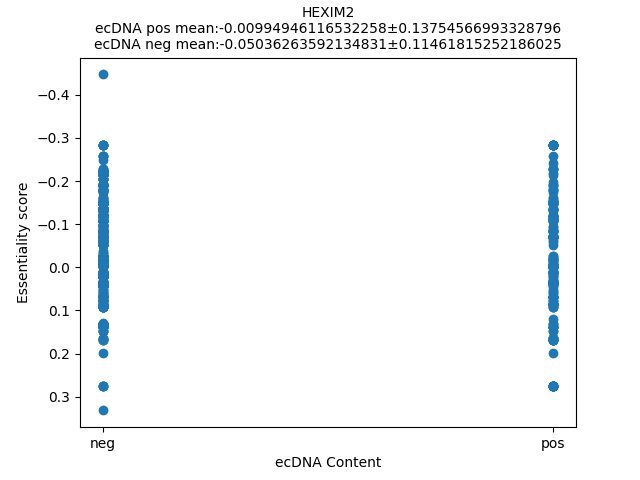 HEXIM2
ecDNA pos mean:-0.00994946116532258±0.13754566993328796
ecDNA neg mean:-0.05036263592134831±0.11461815252186025
−0.4
−0.3
−0.2
−0.1
0.0
0.1
0.2
0.3
Essentiality score
neg
pos
ecDNA Content